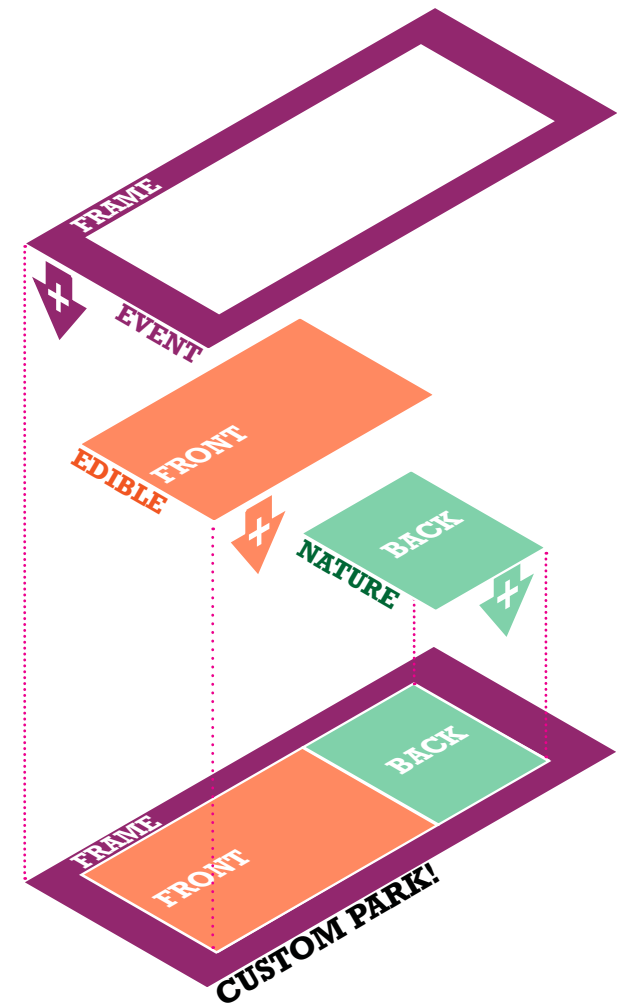 FRAME
+
EVENT
FRONT
EDIBLE
+
BACK
NATURE
+
BACK
FRAME
FRONT
CUSTOM PARK!